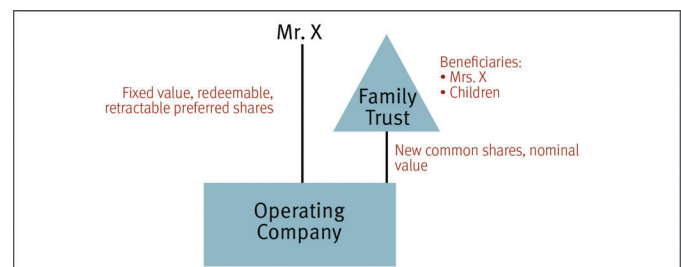 Mr. X
Fixed value, redeemable,
retractable preferred shares
Family
Trust
Beneficiaries:
• Mrs. X
• Children
New common shares, nominal
value
Operating
Company